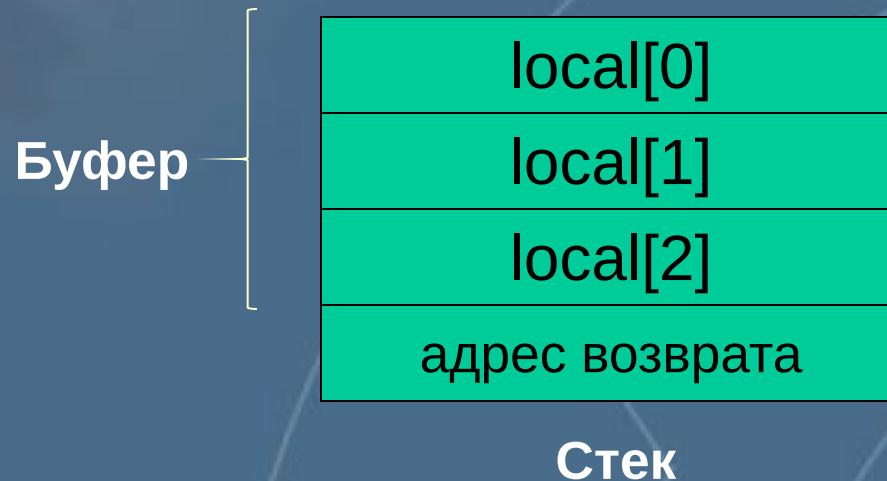 local[0]
Буфер
local[1]
local[2]
адрес возврата
Стек